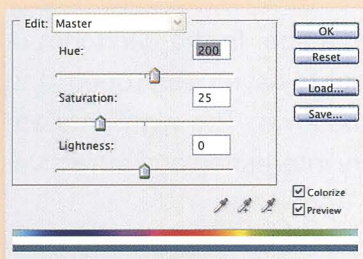 Edit: Master
OK
Hue: 200
Reset
Saturation: 25
Load...
Save...
Lightness: 0
Colorize
Preview